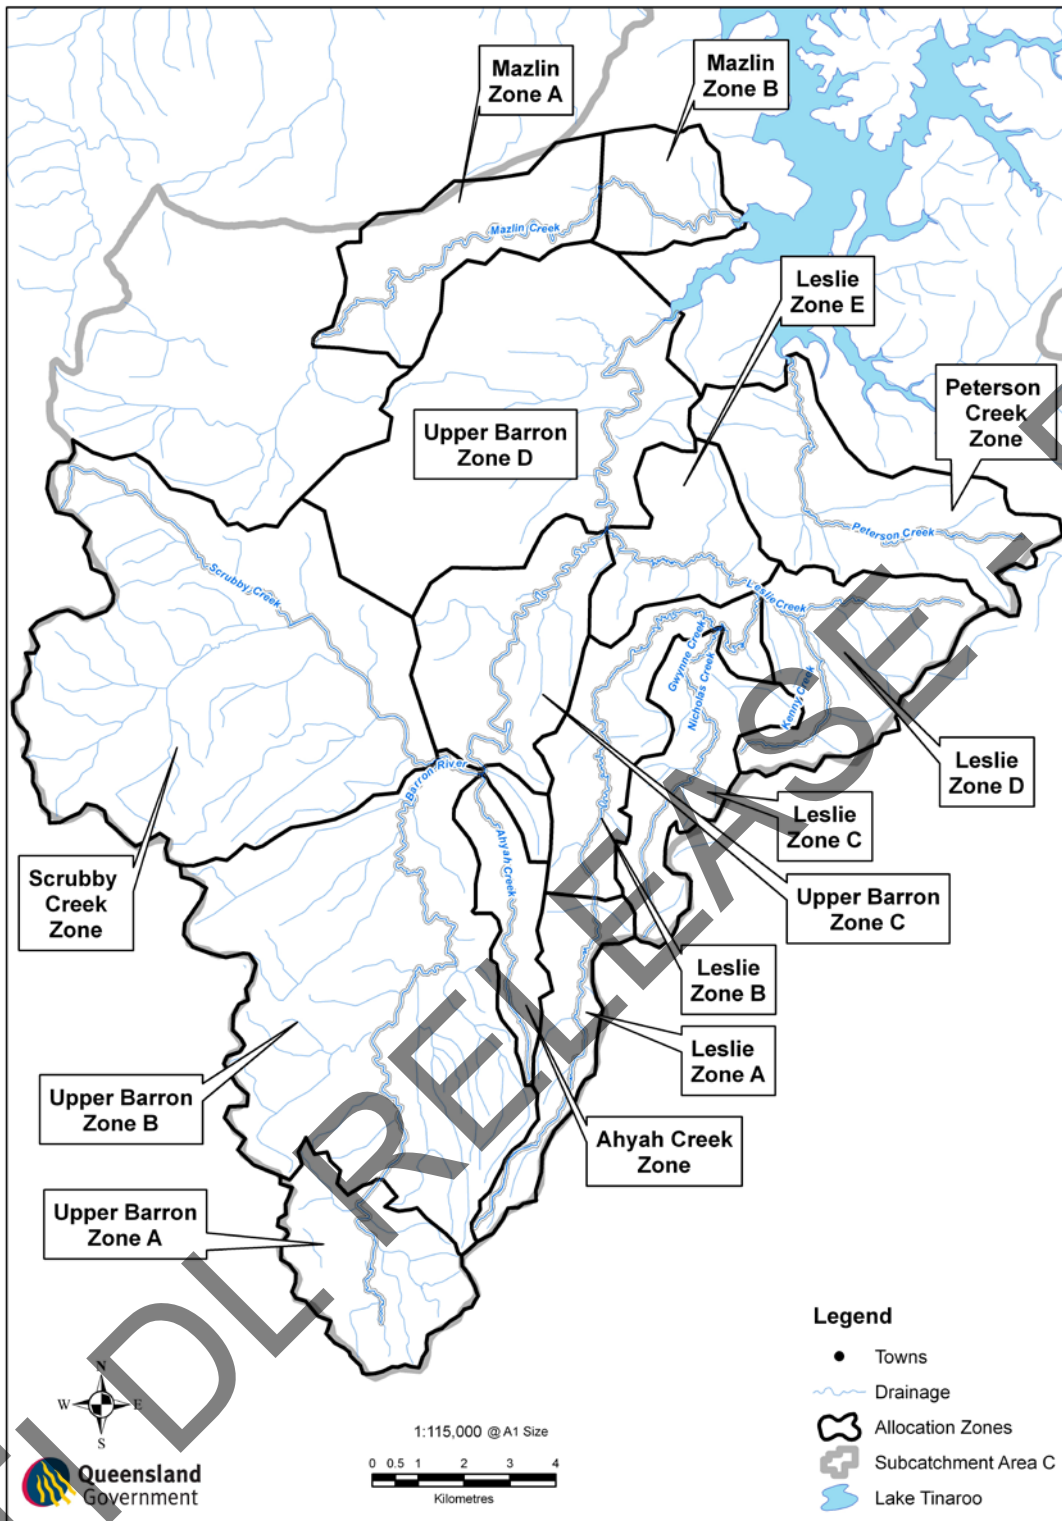 Mazlin
Zone A
Mazlin
Zone B
Mazlin Creek
Leslie
Zone E
Peterson
Creek
Zone
Upper Barron
Zone D
Peterson Creek
Scrubby Creek
Leslie Creek
Gwynne Creek
Nicholas Creek
Kenny Creek
Barron River
Ahyah Creek
Leslie
Zone D
Leslie
Zone C
Scrubby
Creek
Zone
Upper Barron
Zone C
Leslie
Zone B
Leslie
Zone A
Upper Barron
Zone B
Ahyah Creek
Zone
Upper Barron
Zone A
RELEASE
DL
Legend
Towns
Drainage
Allocation Zones
Subcatchment Area C
Lake Tinaroo
N
W E
S
1:115,000 @ A1 Size
0 0.5 1 2 3 4
Kilometres
Queensland
Government